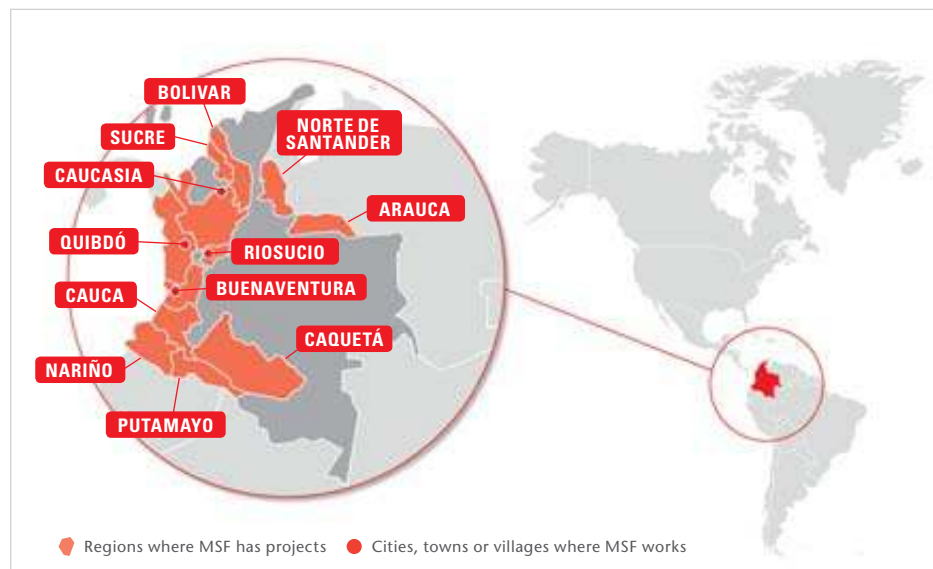 BOLIVAR
SUCRE
NORTE DE
SANTANDER
CAUCASIA
ARAUCA
QUIBDÓ
RIOSUCIO
BUENAVENTURA
CAUCA
CAQUETÁ
NARIÑO
PUTAMAYO
Regions where MSF has projects
Cities, towns or villages where MSF works